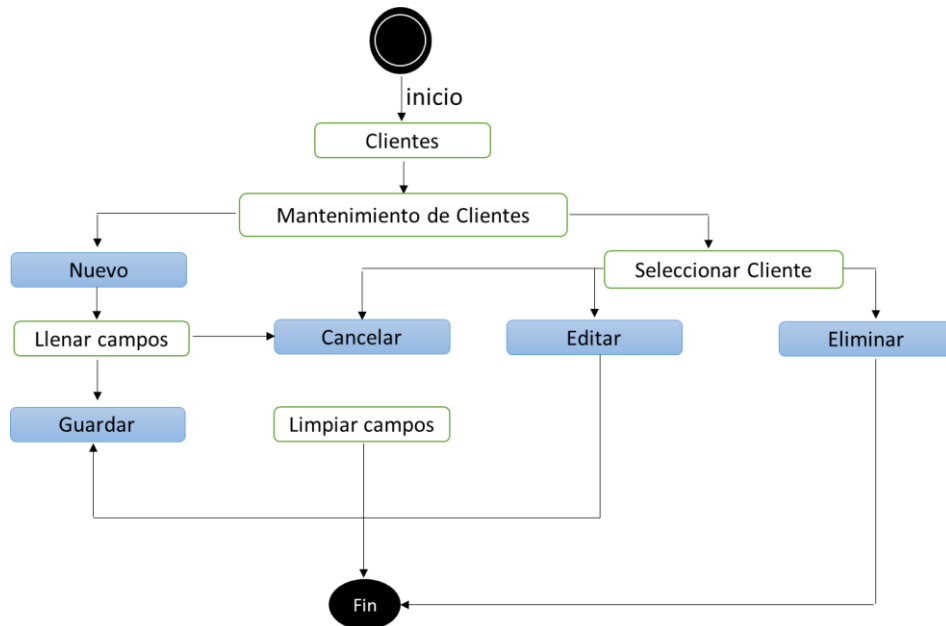 inicio
Clientes
Mantenimiento de Clientes
Nuevo
Seleccionar Cliente
Llenar campos
Cancelar
Editar
Eliminar
Guardar
Limpiar campos
Fin